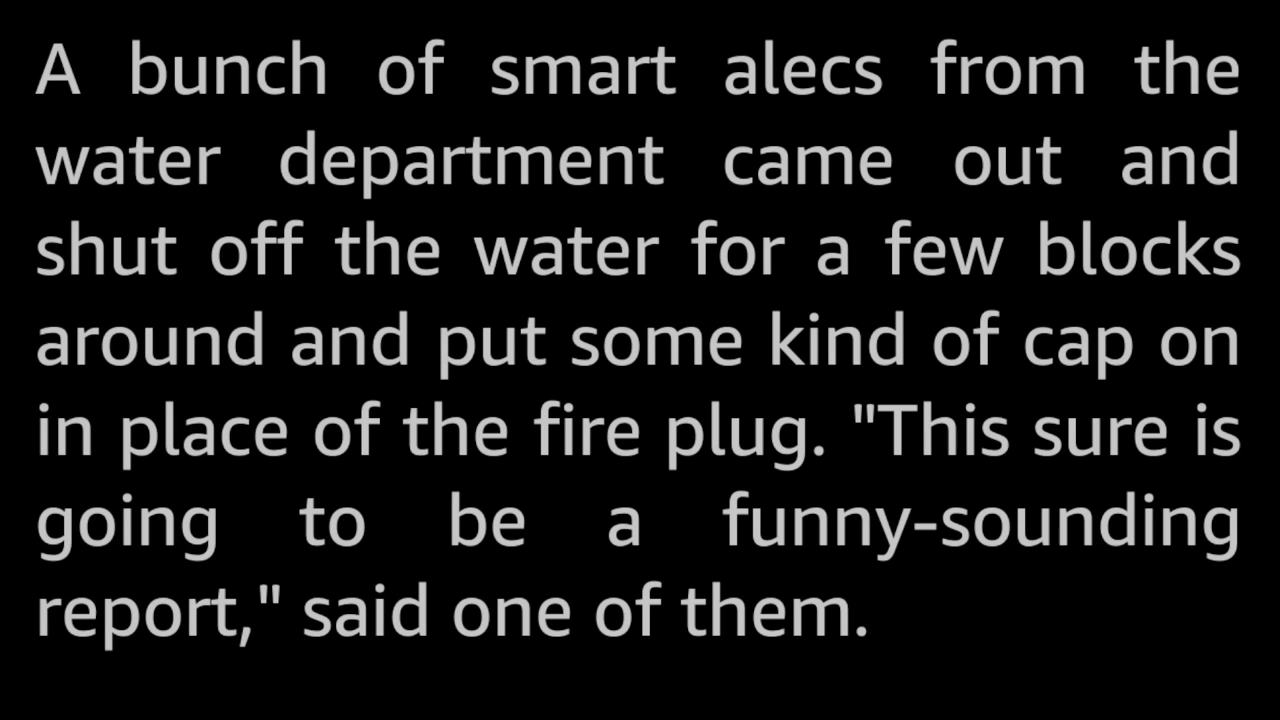 A bunch of smart alecs from the
water department came out and
shut off the water for a few blocks
around and put some kind of cap on
in place of the fire plug. "This sure is
going to be a funny-sounding
report," said one of them.